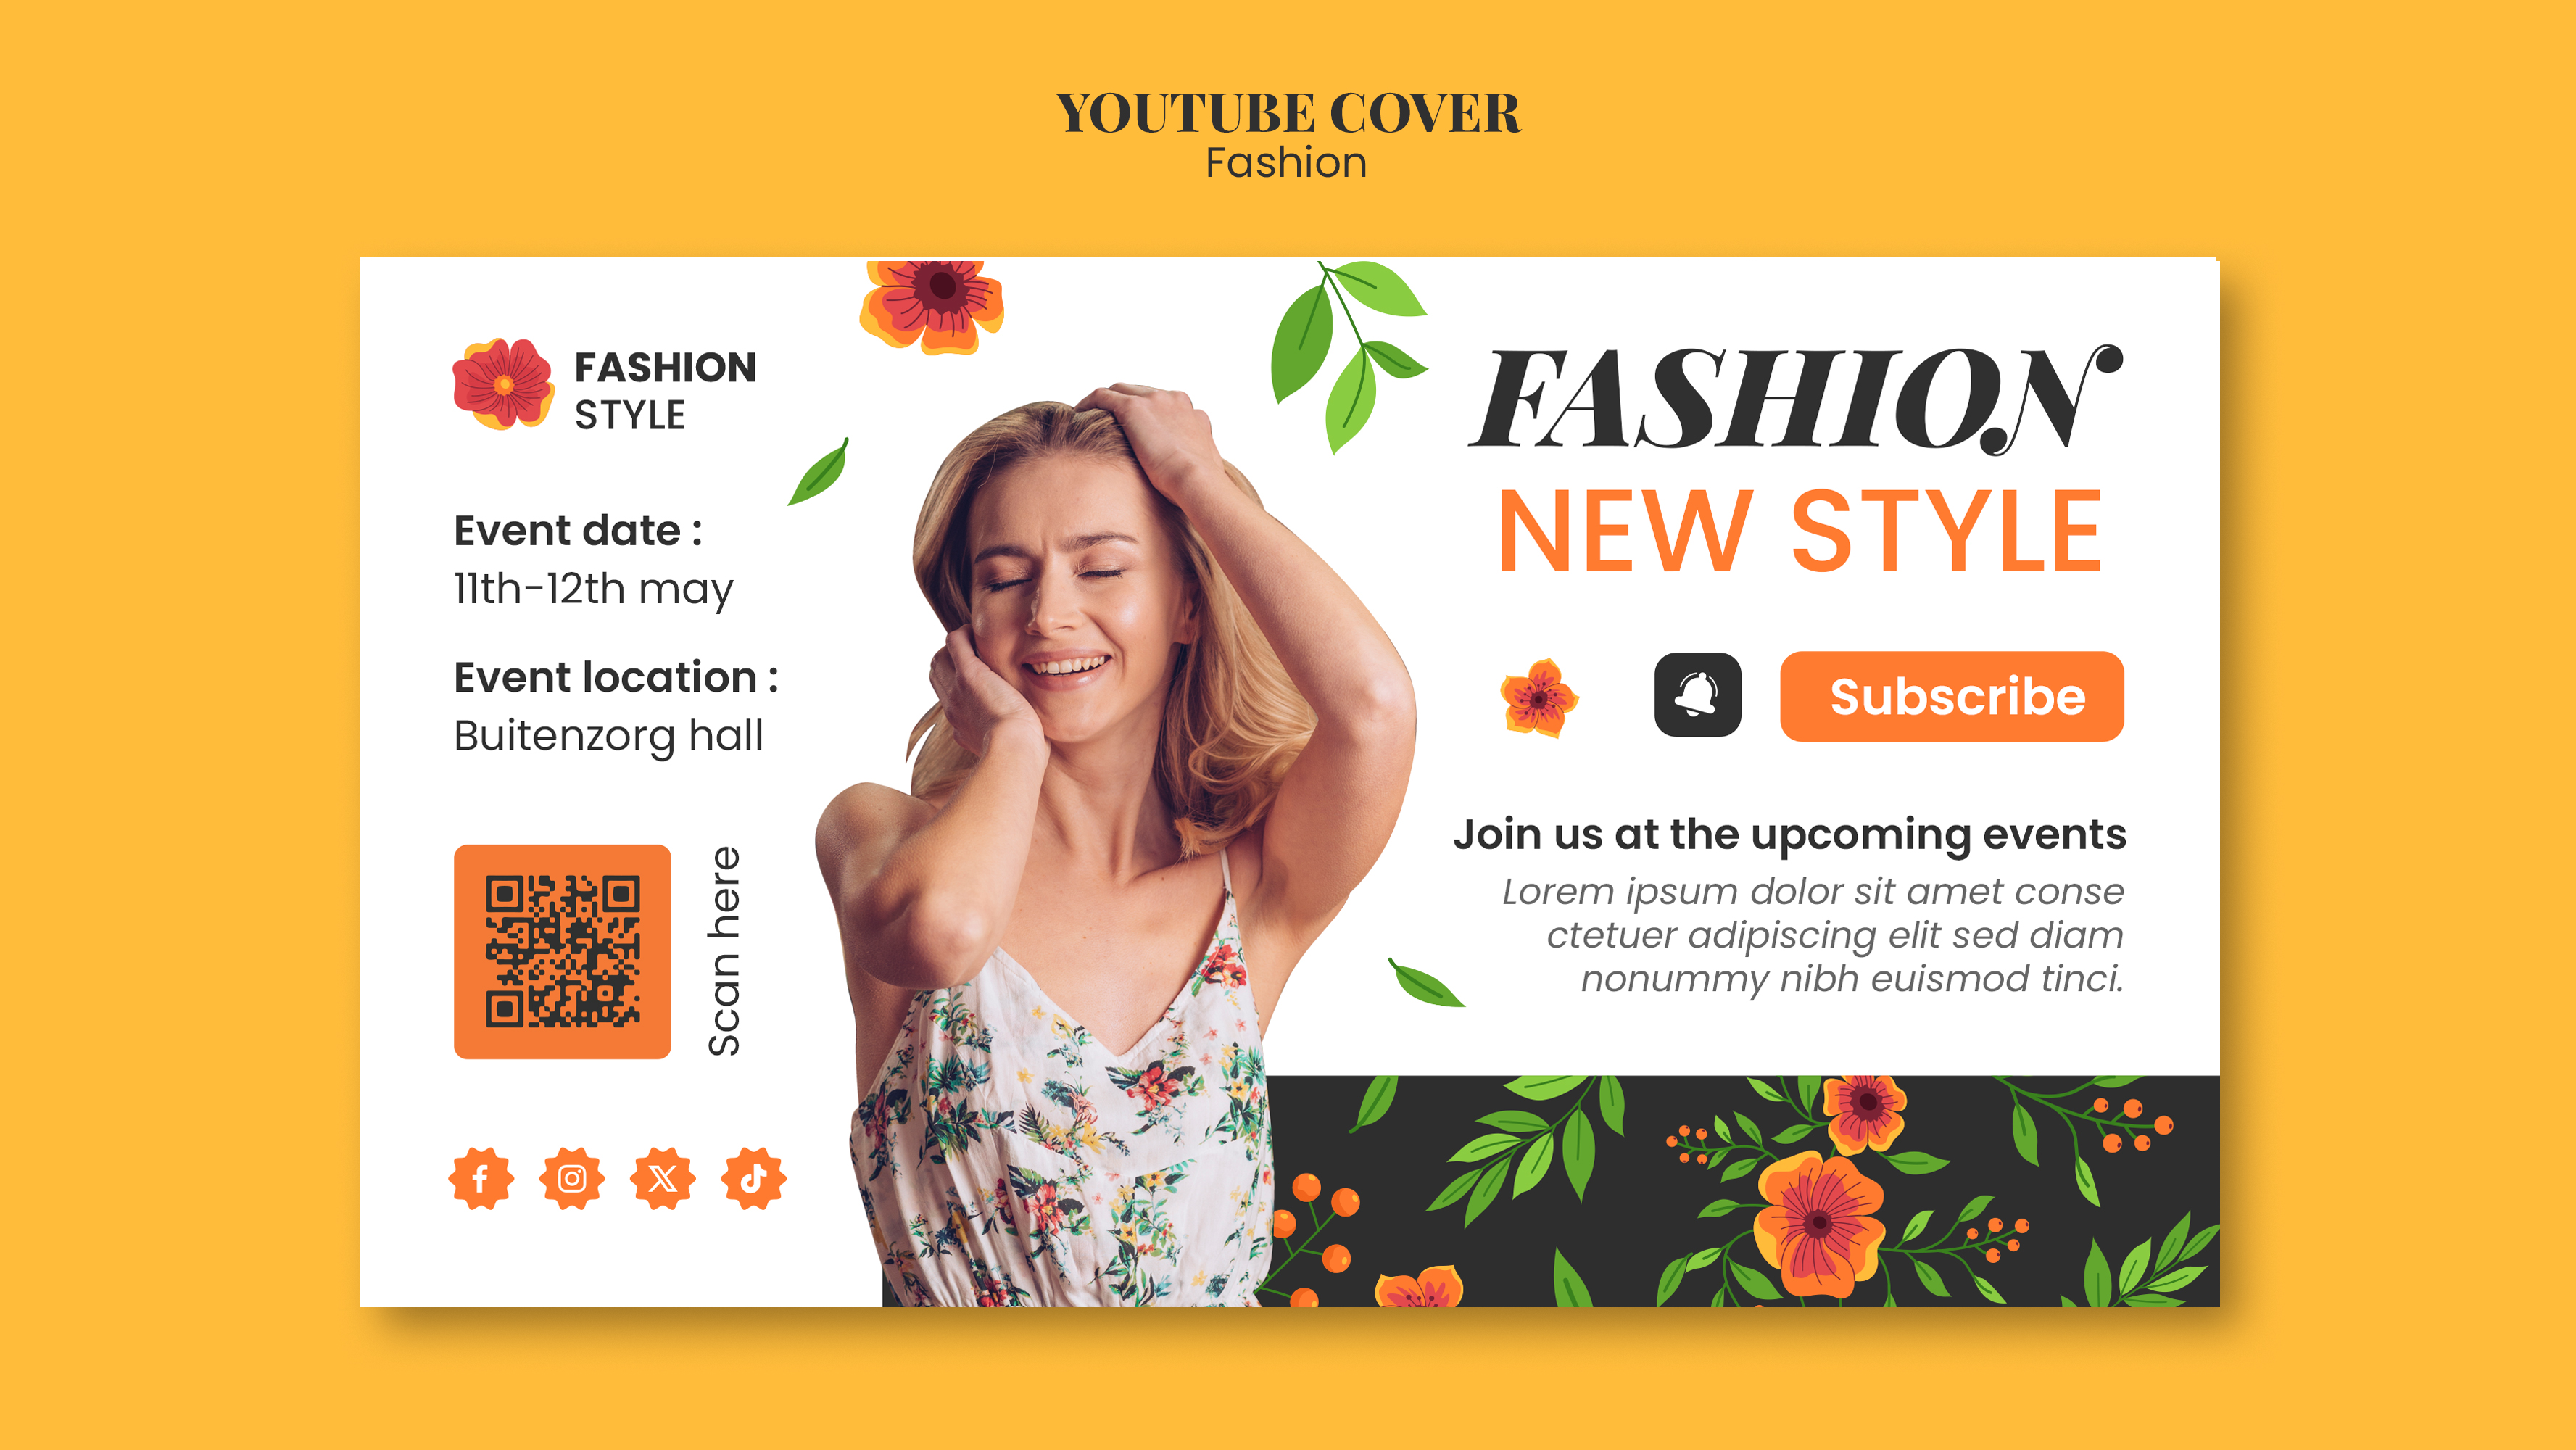 YOUTUBE COVER
Fashion
FASHION
STYLE
Event date :
11th-12th may
Event location :
Buitenzorg hall
Scan here
FASHION
NEW STYLE
Subscribe
Join us at the upcoming events
Lorem ipsum dolor sit amet conse
ctetuer adipiscing elit sed diam
nonummy nibh euismod tinci.